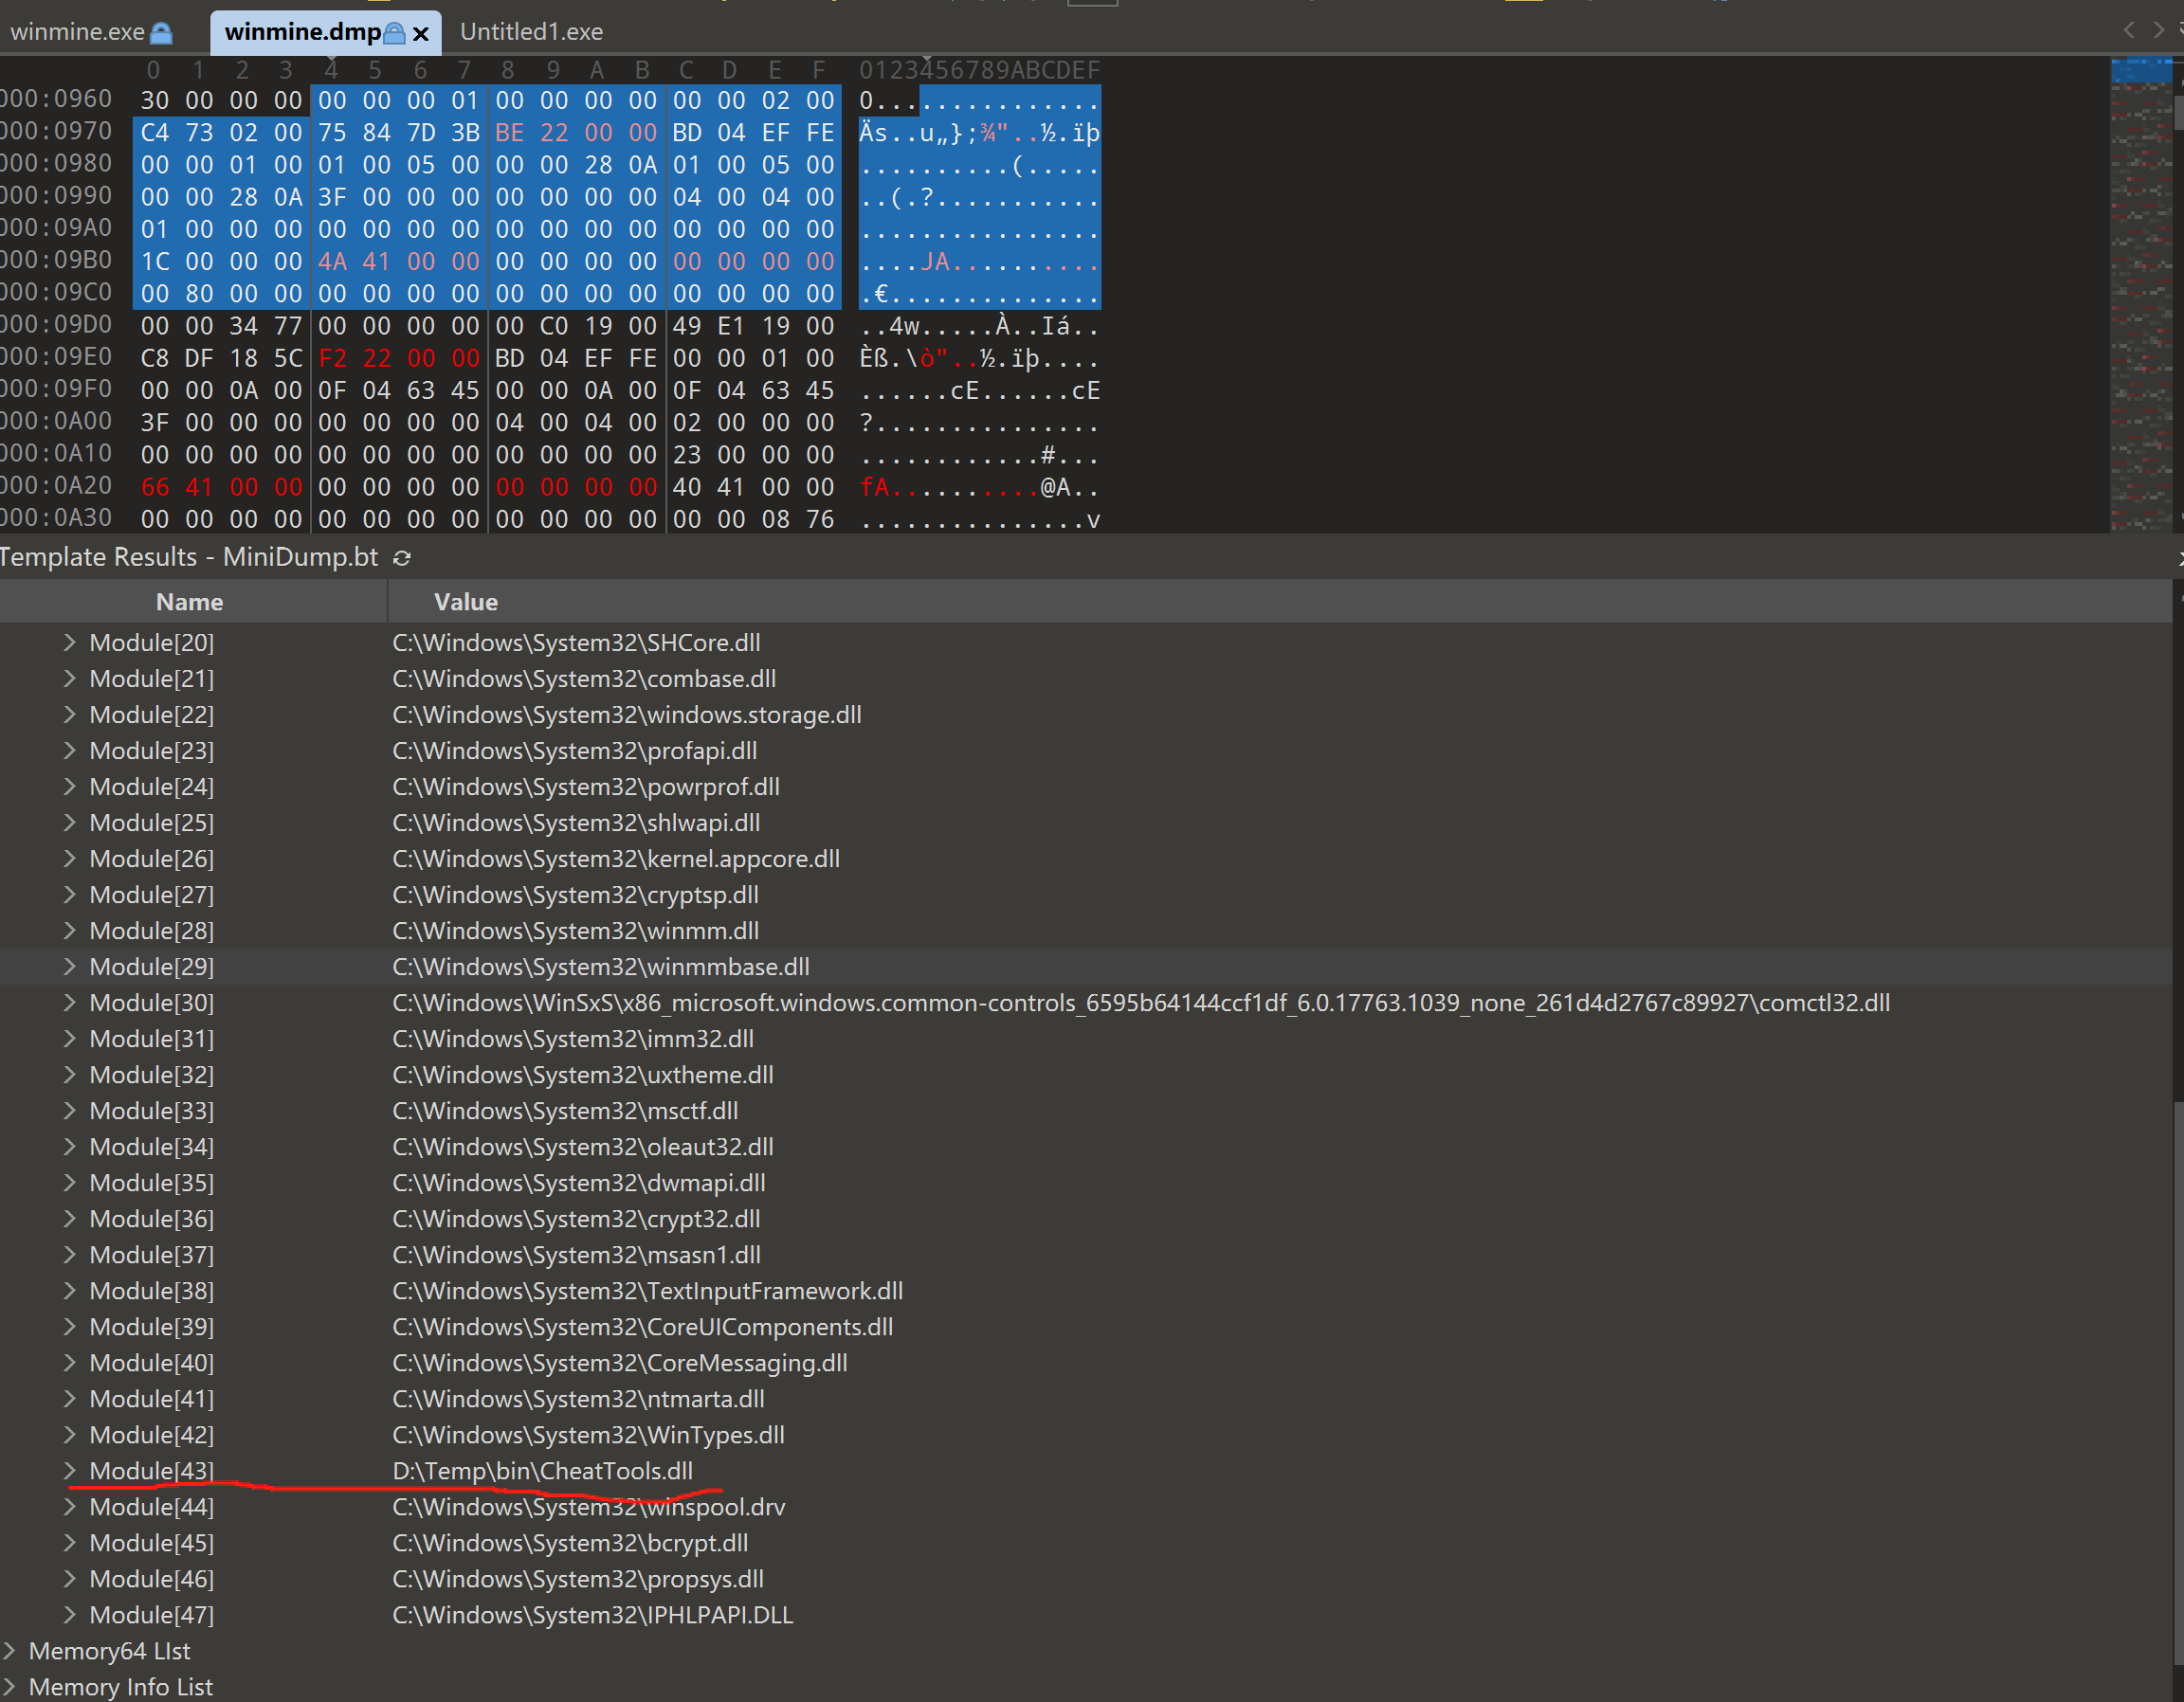 winmine.exe winmine.dmp Untitled1.exe
0 1 2 3 4 5 6 7 8 9 A B C D E F 0123456789ABCDEF
000:0960 30 00 00 00 00 00 00 01 00 00 00 00 00 00 02 00 0...............
000:0970 C4 73 02 00 75 84 7D 3B BE 22 00 00 BD 04 EF FE Äs..u„};¾"..½.ïþ
000:0980 00 00 01 00 01 00 05 00 00 00 28 0A 01 00 05 00 ..........(.....
000:0990 00 00 28 0A 3F 00 00 00 00 00 00 00 04 00 04 00 ..(.?...........
000:09A0 01 00 00 00 00 00 00 00 00 00 00 00 00 00 00 00 ................
000:09B0 1C 00 00 00 4A 41 00 00 00 00 00 00 00 00 00 00 ....JA..........
000:09C0 00 80 00 00 00 00 00 00 00 00 00 00 00 00 00 00 .€..............
000:09D0 00 00 34 77 00 00 00 00 00 C0 19 00 49 E1 19 00 ..4w.....À..Iá..
000:09E0 C8 DF 18 5C F2 22 00 00 BD 04 EF FE 00 00 01 00 Èß.\ò"..½.ïþ....
000:09F0 00 00 0A 00 0F 04 63 45 00 00 0A 00 0F 04 63 45 ......cE......cE
000:0A00 3F 00 00 00 00 00 00 00 04 00 04 00 02 00 00 00 ?...............
000:0A10 00 00 00 00 00 00 00 00 00 00 00 00 23 00 00 00 ............#...
000:0A20 66 41 00 00 00 00 00 00 00 00 00 00 40 41 00 00 fA..........@A..
000:0A30 00 00 00 00 00 00 00 00 00 00 00 00 00 00 08 76 ...............v
Template Results - MiniDump.bt
Name Value
Module[20] C:\Windows\System32\SHCore.dll
Module[21] C:\Windows\System32\combase.dll
Module[22] C:\Windows\System32\windows.storage.dll
Module[23] C:\Windows\System32\profapi.dll
Module[24] C:\Windows\System32\powrprof.dll
Module[25] C:\Windows\System32\shlwapi.dll
Module[26] C:\Windows\System32\kernel.appcore.dll
Module[27] C:\Windows\System32\cryptsp.dll
Module[28] C:\Windows\System32\winmm.dll
Module[29] C:\Windows\System32\winmmbase.dll
Module[30] C:\Windows\WinSxS\x86_microsoft.windows.common-controls_6595b64144ccf1df_6.0.17763.1039_none_261d4d2767c89927\comctl32.dll
Module[31] C:\Windows\System32\imm32.dll
Module[32] C:\Windows\System32\uxtheme.dll
Module[33] C:\Windows\System32\msctf.dll
Module[34] C:\Windows\System32\oleaut32.dll
Module[35] C:\Windows\System32\dwmapi.dll
Module[36] C:\Windows\System32\crypt32.dll
Module[37] C:\Windows\System32\msasn1.dll
Module[38] C:\Windows\System32\TextInputFramework.dll
Module[39] C:\Windows\System32\CoreUIComponents.dll
Module[40] C:\Windows\System32\CoreMessaging.dll
Module[41] C:\Windows\System32\ntmarta.dll
Module[42] C:\Windows\System32\WinTypes.dll
Module[43] D:\Temp\bin\CheatTools.dll
Module[44] C:\Windows\System32\winspool.drv
Module[45] C:\Windows\System32\bcrypt.dll
Module[46] C:\Windows\System32\propsys.dll
Module[47] C:\Windows\System32\IPHLPAPI.DLL
Memory64 LIst
Memory Info List